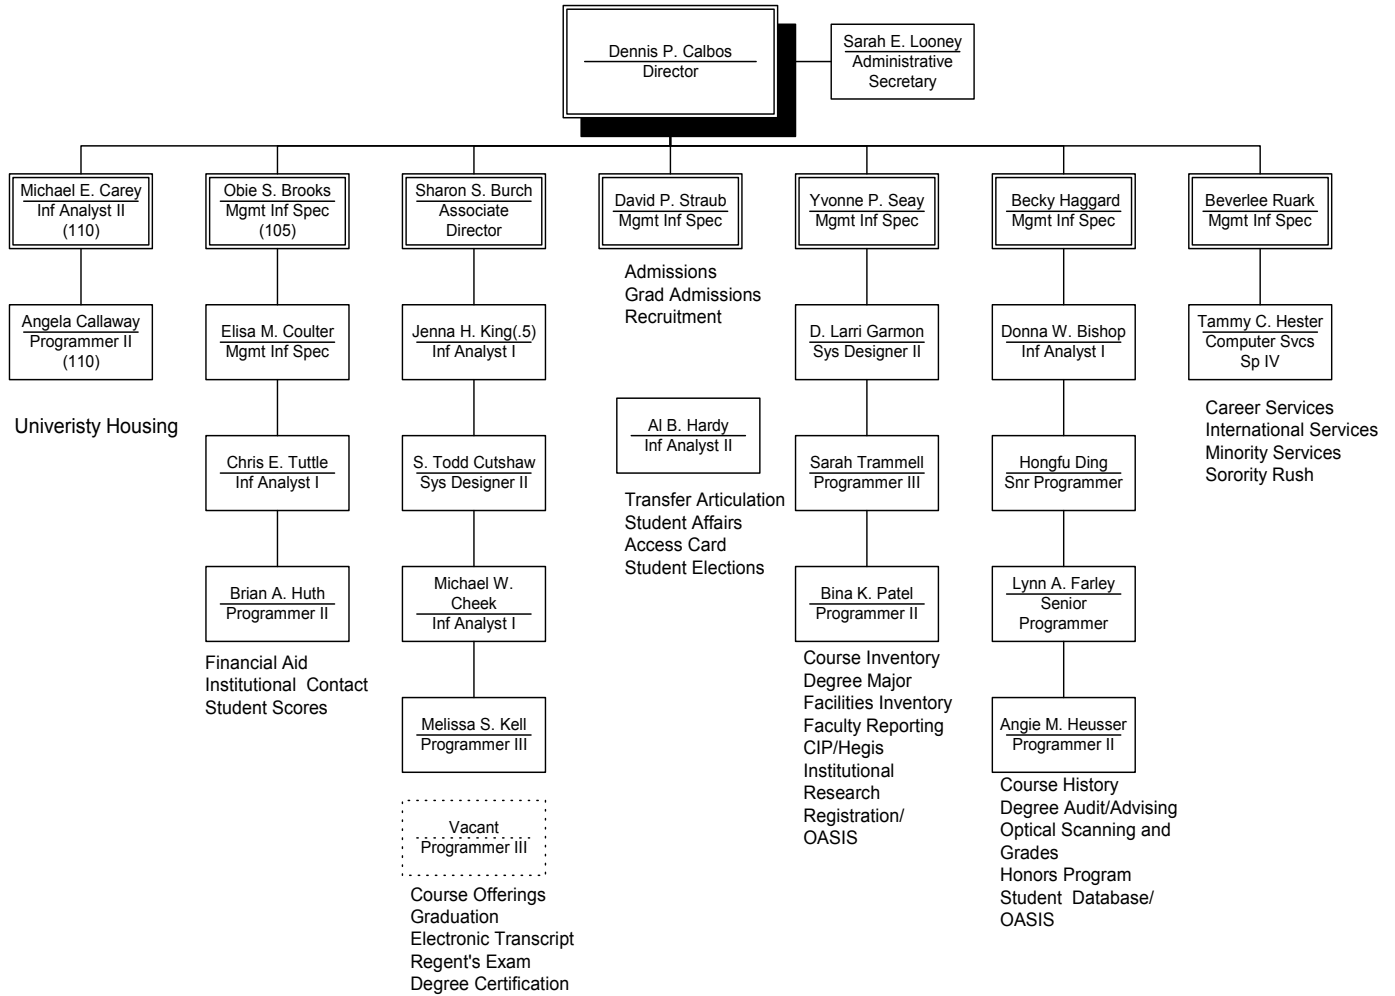 Dennis P. Calbos
Director
Sarah E. Looney
Administrative
Secretary
Michael E. Carey
Inf Analyst II
(110)
Angela Callaway
Programmer II
(110)
Univeristy Housing
Obie S. Brooks
Mgmt Inf Spec
(105)
Elisa M. Coulter
Mgmt Inf Spec
Chris E. Tuttle
Inf Analyst I
Brian A. Huth
Programmer II
Financial Aid
Institutional Contact
Student Scores
Sharon S. Burch
Associate
Director
Jenna H. King(.5)
Inf Analyst I
S. Todd Cutshaw
Sys Designer II
Michael W.
Cheek
Inf Analyst I
Melissa S. Kell
Programmer III
Vacant
Programmer III
Course Offerings
Graduation
Electronic Transcript
Regent's Exam
Degree Certification
David P. Straub
Mgmt Inf Spec
Admissions
Grad Admissions
Recruitment
Al B. Hardy
Inf Analyst II
Transfer Articulation
Student Affairs
Access Card
Student Elections
Yvonne P. Seay
Mgmt Inf Spec
D. Larri Garmon
Sys Designer II
Sarah Trammell
Programmer III
Bina K. Patel
Programmer II
Course Inventory
Degree Major
Facilities Inventory
Faculty Reporting
CIP/Hegis
Institutional
Research
Registration/
OASIS
Becky Haggard
Mgmt Inf Spec
Donna W. Bishop
Inf Analyst I
Hongfu Ding
Snr Programmer
Lynn A. Farley
Senior
Programmer
Angie M. Heusser
Programmer II
Course History
Degree Audit/Advising
Optical Scanning and
Grades
Honors Program
Student Database/
OASIS
Beverlee Ruark
Mgmt Inf Spec
Tammy C. Hester
Computer Svcs
Sp IV
Career Services
International Services
Minority Services
Sorority Rush